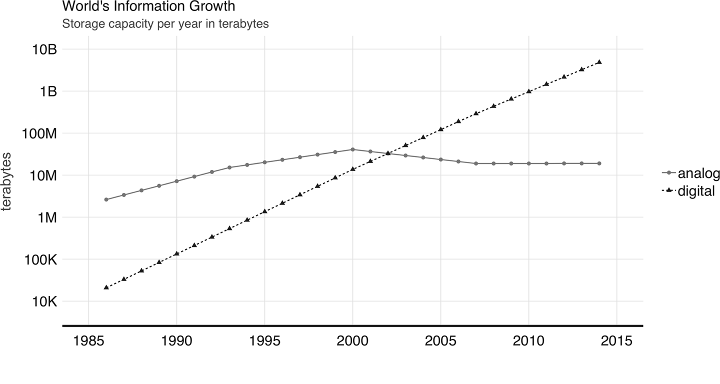 World's Information Growth
Storage capacity per year in terabytes
10B
1B
100M
10M
1M
100K
10K
terabytes
analog
digital
1985 1990 1995 2000 2005 2010 2015